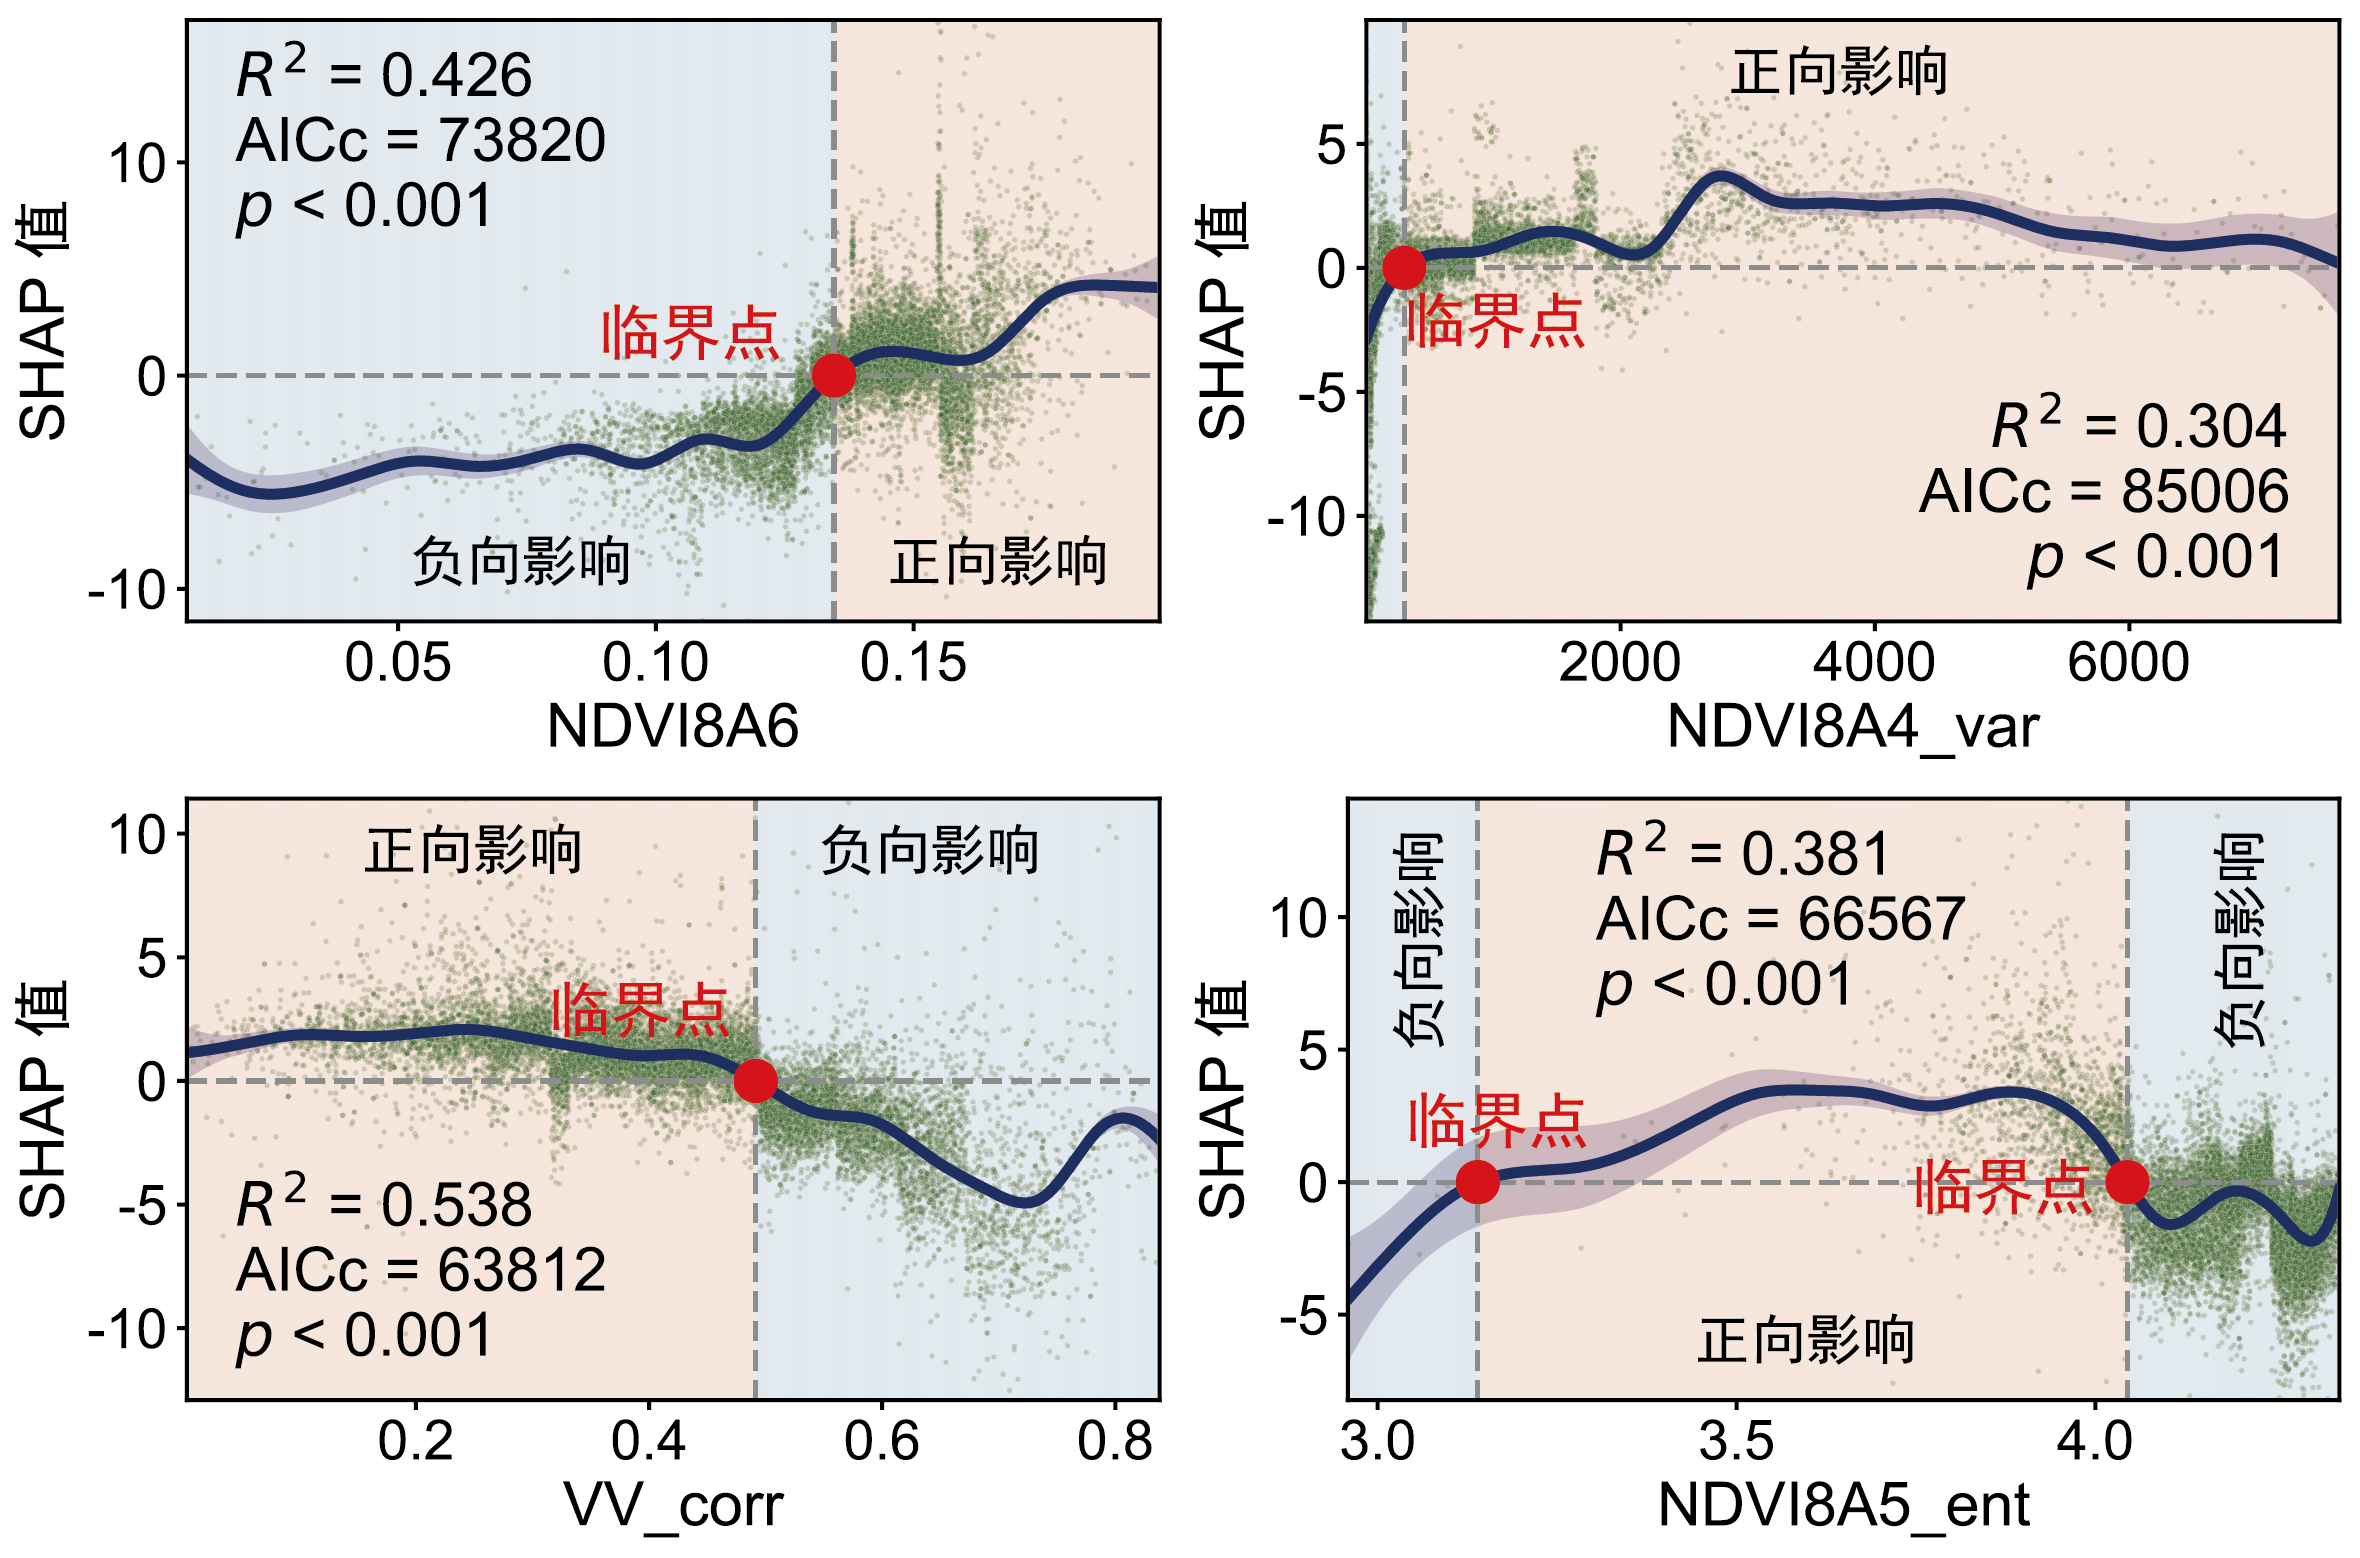 R² = 0.426
AICc = 73820
p < 0.001
临界点
负向影响
正向影响
10
0
-10
SHAP 值
0.05
0.10
0.15
NDVI8A6
正向影响
临界点
R² = 0.304
AICc = 85006
p < 0.001
5
0
-5
-10
SHAP 值
2000
4000
6000
NDVI8A4_var
正向影响
负向影响
临界点
R² = 0.538
AICc = 63812
p < 0.001
10
5
0
-5
-10
SHAP 值
0.2
0.4
0.6
0.8
VV_corr
负向影响
R² = 0.381
AICc = 66567
p < 0.001
负向影响
临界点
临界点
正向影响
10
5
0
-5
SHAP 值
3.0
3.5
4.0
NDVI8A5_ent